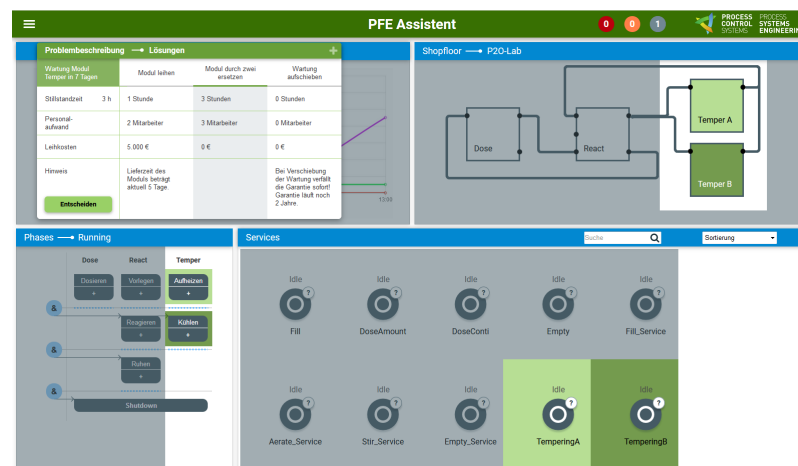 PFE Assistent
0 0 1
PROCESS PROCESS
CONTROL SYSTEMS
SYSTEMS ENGINEERIN
Problembeschreibung Lösungen +
Wartung Modul
Temper in 7 Tagen
Modul leihen
Modul durch zwei
ersetzen
Wartung
aufschieben
Stillstandzeit 3 h 1 Stunde 3 Stunden 0 Stunden
Personal-
aufwand
2 Mitarbeiter 3 Mitarbeiter 0 Mitarbeiter
Leihkosten 5.000 € 0 € 0 €
Hinweis
Lieferzeit des
Moduls beträgt
aktuell 5 Tage.
Bei Verschiebung
der Wartung verfällt
die Garantie sofort!
Garantie läuft noch
2 Jahre.
Entscheiden
13:00
Shopfloor P2O-Lab
Dose
React
Temper A
Temper B
Phases Running
Dose React Temper
Dosieren Vorlegen Aufheizen
+ + +
&
Reagieren Kühlen
+ +
&
Ruhen
+
&
Shutdown
Services
Suche
Sortierung
Idle Idle Idle Idle Idle
? ? ? ? ?
Fill DoseAmount DoseConti Empty Fill_Service
Idle Idle Idle Idle Idle
? ? ? ? ?
Aerate_Service Stir_Service Empty_Service TemperingA TemperingB